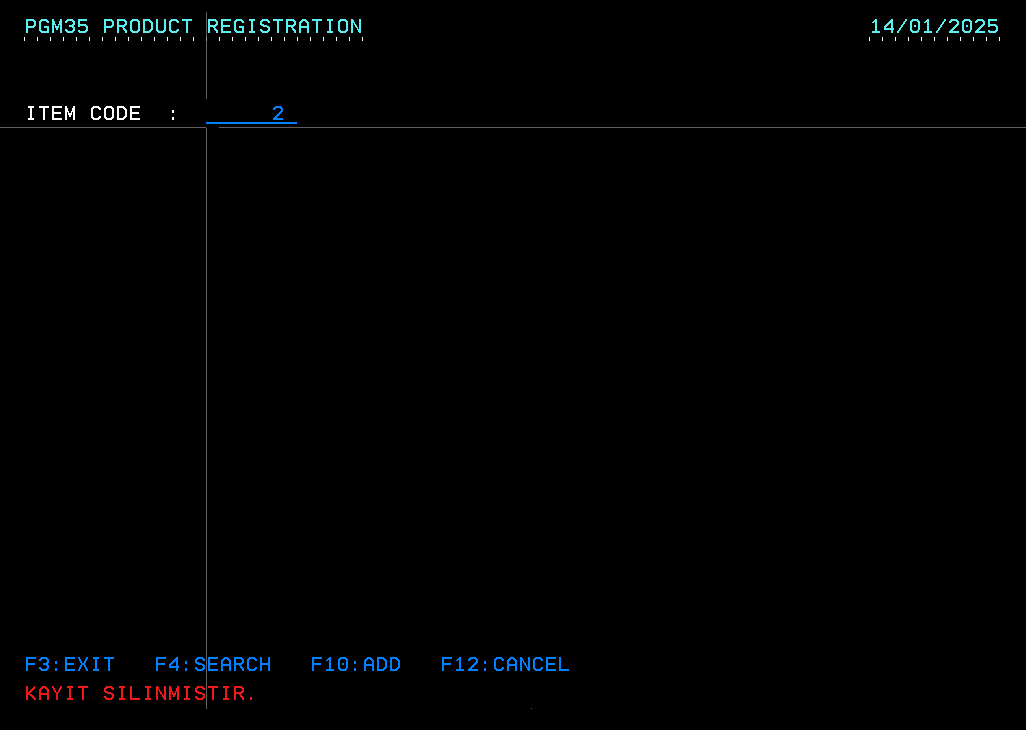 PGM35 PRODUCT REGISTRATION 14/01/2025
ITEM CODE : 2
F3:EXIT F4:SEARCH F10:ADD F12:CANCEL
KAYIT SILINMISTIR.